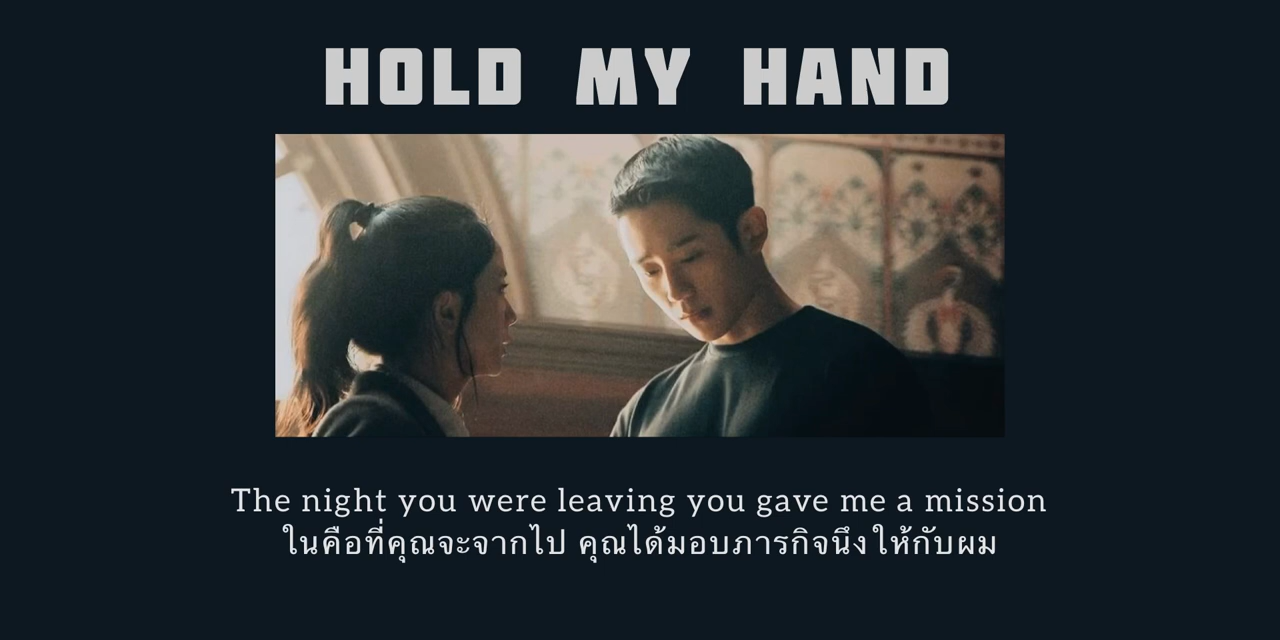 HOLD MY HAND
The night you were leaving you gave me a mission
ในคือที่คุณจะจากไป คุณได้มอบภารกิจนึงให้กับผม